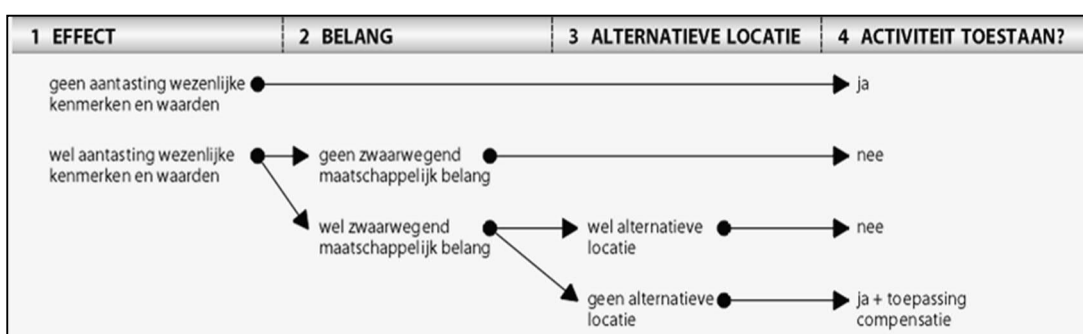 1 EFFECT
2 BELANG
3 ALTERNATIEVE LOCATIE
4 ACTIVITEIT TOESTAAN?
geen aantasting wezenlijke
kenmerken en waarden
ja
wel aantasting wezenlijke
kenmerken en waarden
geen zwaarwegend
maatschappelijk belang
nee
wel zwaarwegend
maatschappelijk belang
wel alternatieve
locatie
nee
geen alternatieve
locatie
ja + toepassing
compensatie